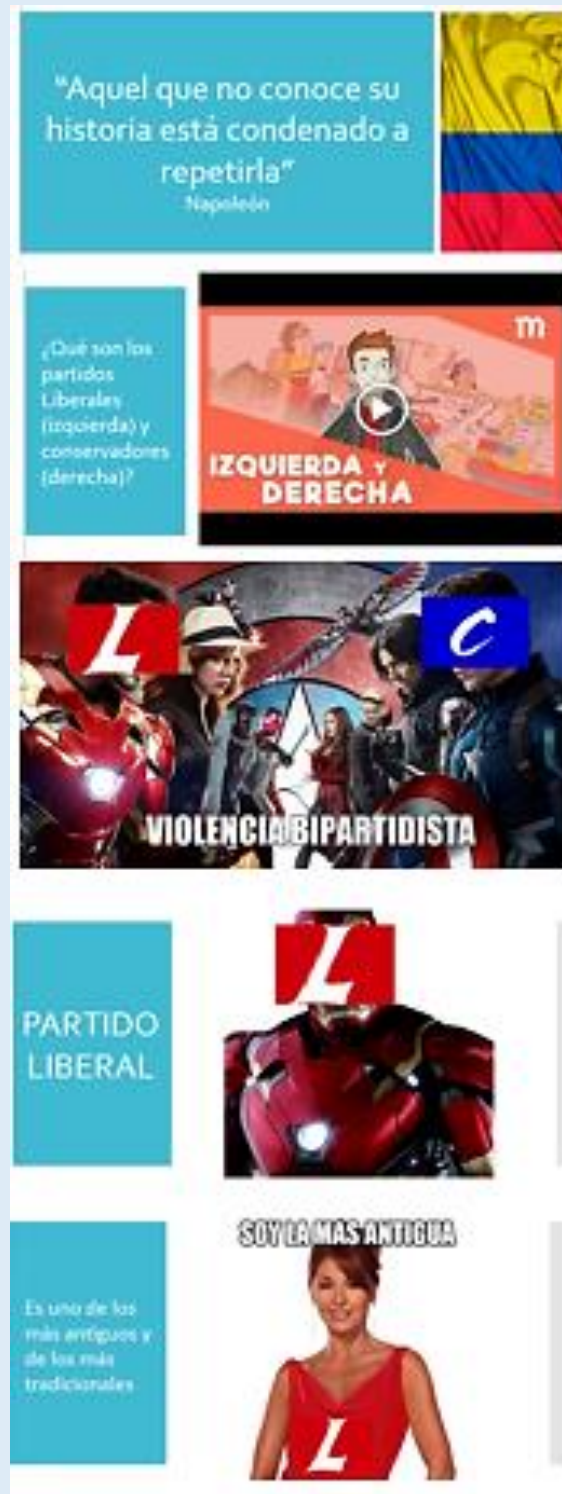 "Aquel que no conoce su
historia está condenado a
repetirla"
Napoleón
¿Qué son los
partidos
Liberales
(izquierda) y
conservadores
(derecha)?
m
IZQUIERDA Y
DERECHA
L
C
VIOLENCIA BIPARTIDISTA
PARTIDO
LIBERAL
L
SOY LA MAS ANTIGUA
Es uno de los
más antiguos y
de los más
tradicionales
L